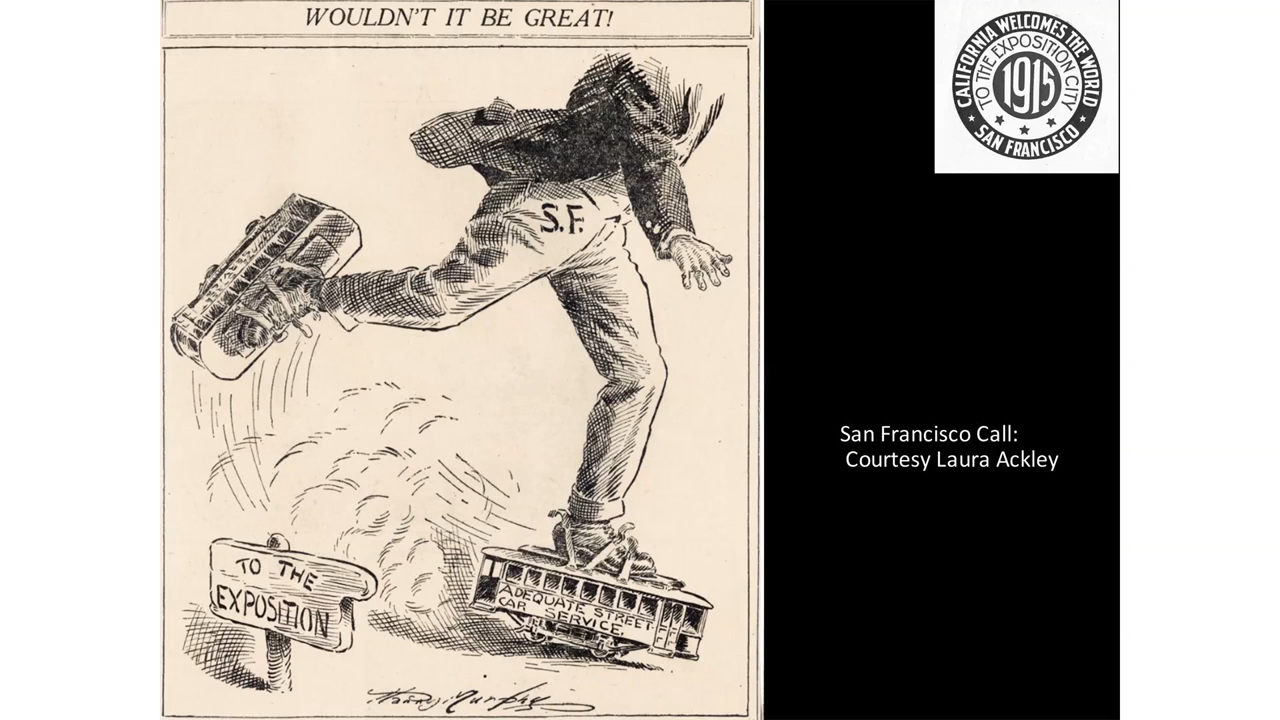 WOULDN'T IT BE GREAT!
S.F.
TO THE
EXPOSITION
ADEQUATE STREET
CAR SERVICE.
CALIFORNIA WELCOMES THE WORLD
TO THE EXPOSITION CITY
1915
SAN FRANCISCO
San Francisco Call:
Courtesy Laura Ackley